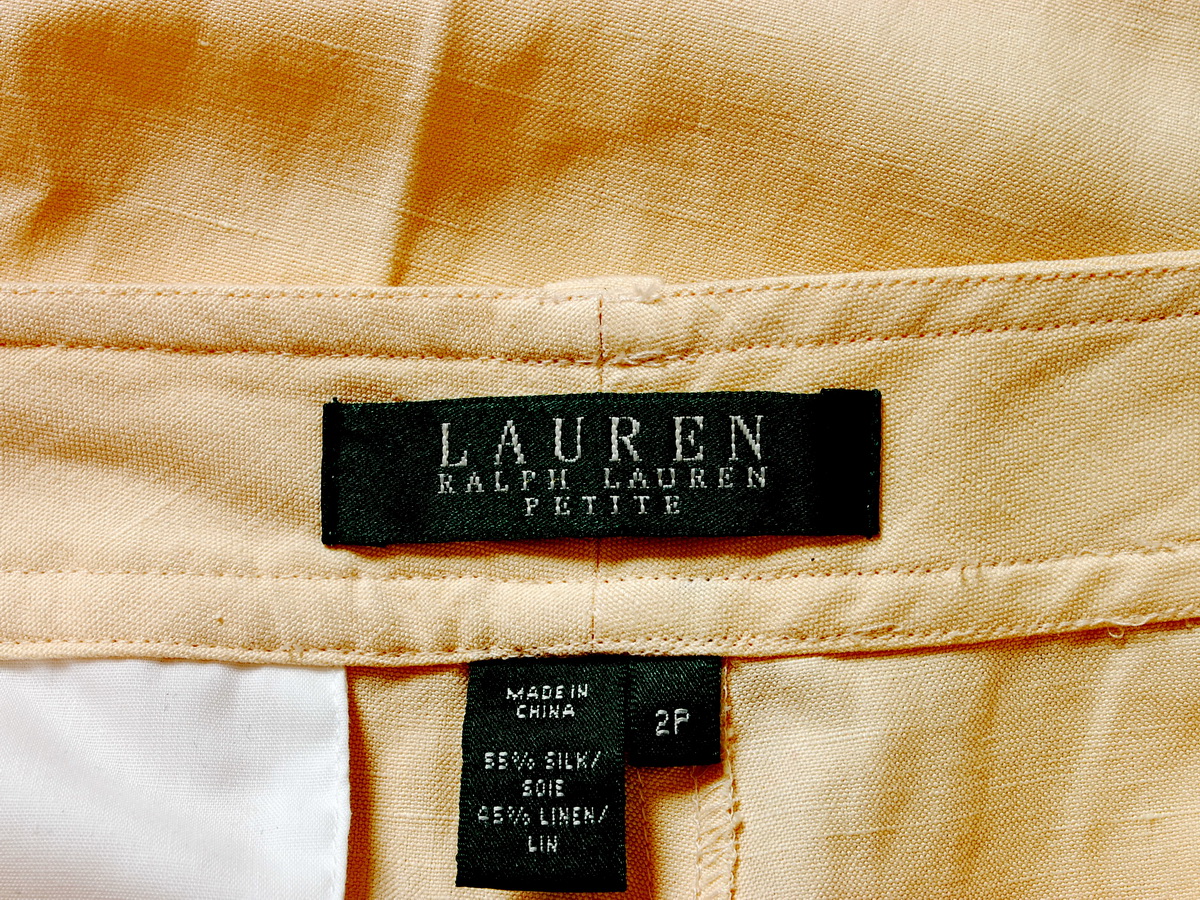 LAUREN
RALPH LAUREN
PETITE
MADE IN
CHINA
2P
55% SILK/
SOIE
45% LINEN/
LIN